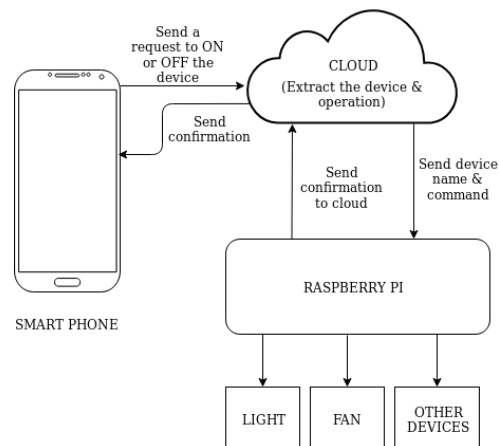 Send a
request to ON
or OFF the
device
CLOUD
(Extract the device &
operation)
Send
confirmation
Send
confirmation
to cloud
Send device
name &
command
RASPBERRY PI
SMART PHONE
LIGHT
FAN
OTHER
DEVICES